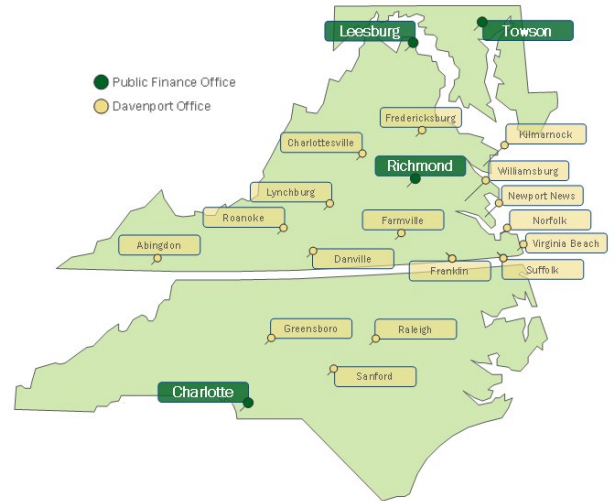 Leesburg
Towson
Public Finance Office
Davenport Office
Fredericksburg
Kilmarnock
Charlottesville
Richmond
Williamsburg
Lynchburg
Newport News
Roanoke
Farmville
Norfolk
Abingdon
Virginia Beach
Danville
Franklin
Suffolk
Greensboro
Raleigh
Sanford
Charlotte